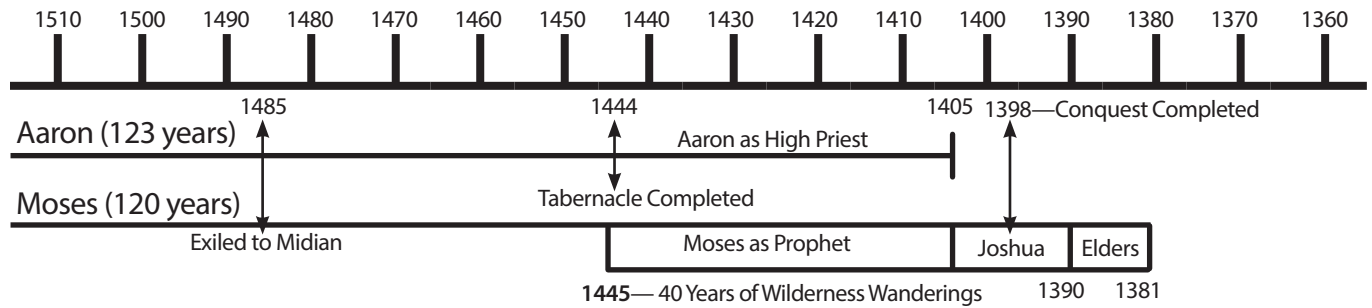 1510 1500 1490 1480 1470 1460 1450 1440 1430 1420 1410 1400 1390 1380 1370 1360
1485 1444 1405 1398—Conquest Completed
Aaron (123 years)
Aaron as High Priest
Tabernacle Completed
Moses (120 years)
Exiled to Midian
Moses as Prophet
Joshua
Elders
1445— 40 Years of Wilderness Wanderings
1390
1381